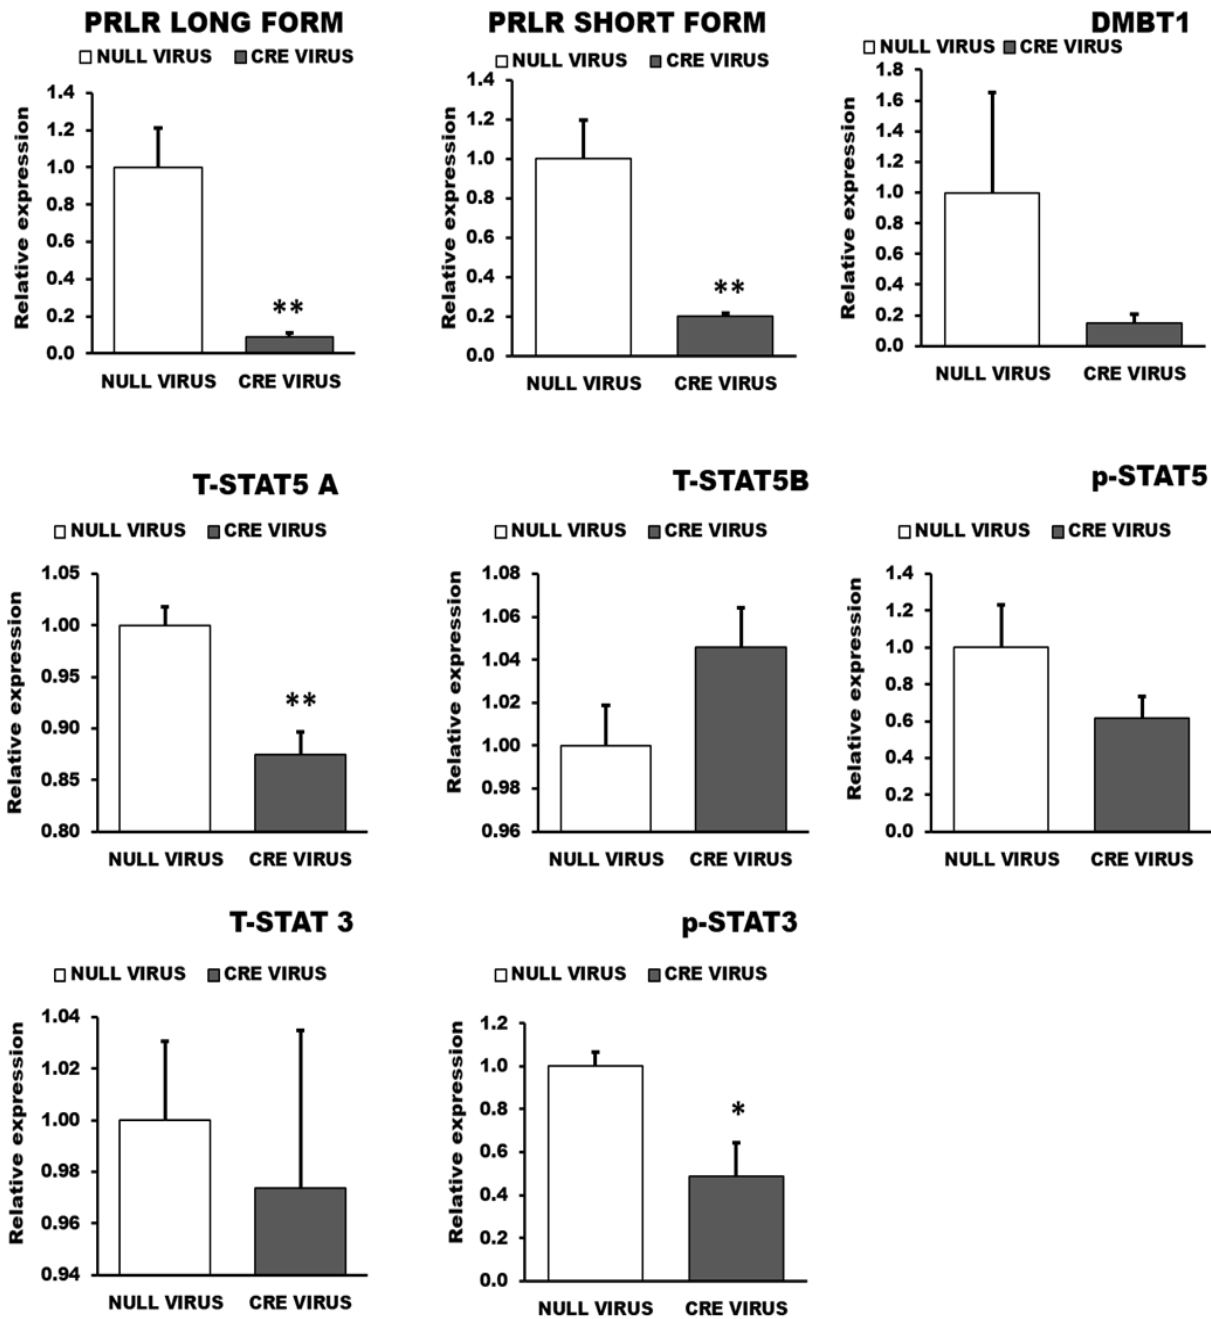 PRLR LONG FORM
NULL VIRUS CRE VIRUS
Relative expression
1.4
1.2
1.0
0.8
0.6
0.4
0.2
0.0
**
NULL VIRUS CRE VIRUS
PRLR SHORT FORM
NULL VIRUS CRE VIRUS
Relative expression
1.4
1.2
1.0
0.8
0.6
0.4
0.2
0.0
**
NULL VIRUS CRE VIRUS
DMBT1
NULL VIRUS CRE VIRUS
Relative expression
1.8
1.6
1.4
1.2
1.0
0.8
0.6
0.4
0.2
0.0
NULL VIRUS CRE VIRUS
T-STAT5 A
NULL VIRUS CRE VIRUS
Relative expression
1.05
1.00
0.95
0.90
0.85
0.80
**
NULL VIRUS CRE VIRUS
T-STAT5B
NULL VIRUS CRE VIRUS
Relative expression
1.08
1.06
1.04
1.02
1.00
0.98
0.96
NULL VIRUS CRE VIRUS
p-STAT5
NULL VIRUS CRE VIRUS
Relative expression
1.4
1.2
1.0
0.8
0.6
0.4
0.2
0.0
NULL VIRUS CRE VIRUS
T-STAT 3
NULL VIRUS CRE VIRUS
Relative expression
1.04
1.02
1.00
0.98
0.96
0.94
NULL VIRUS CRE VIRUS
p-STAT3
NULL VIRUS CRE VIRUS
Relative expression
1.2
1.0
0.8
0.6
0.4
0.2
0.0
*
NULL VIRUS CRE VIRUS